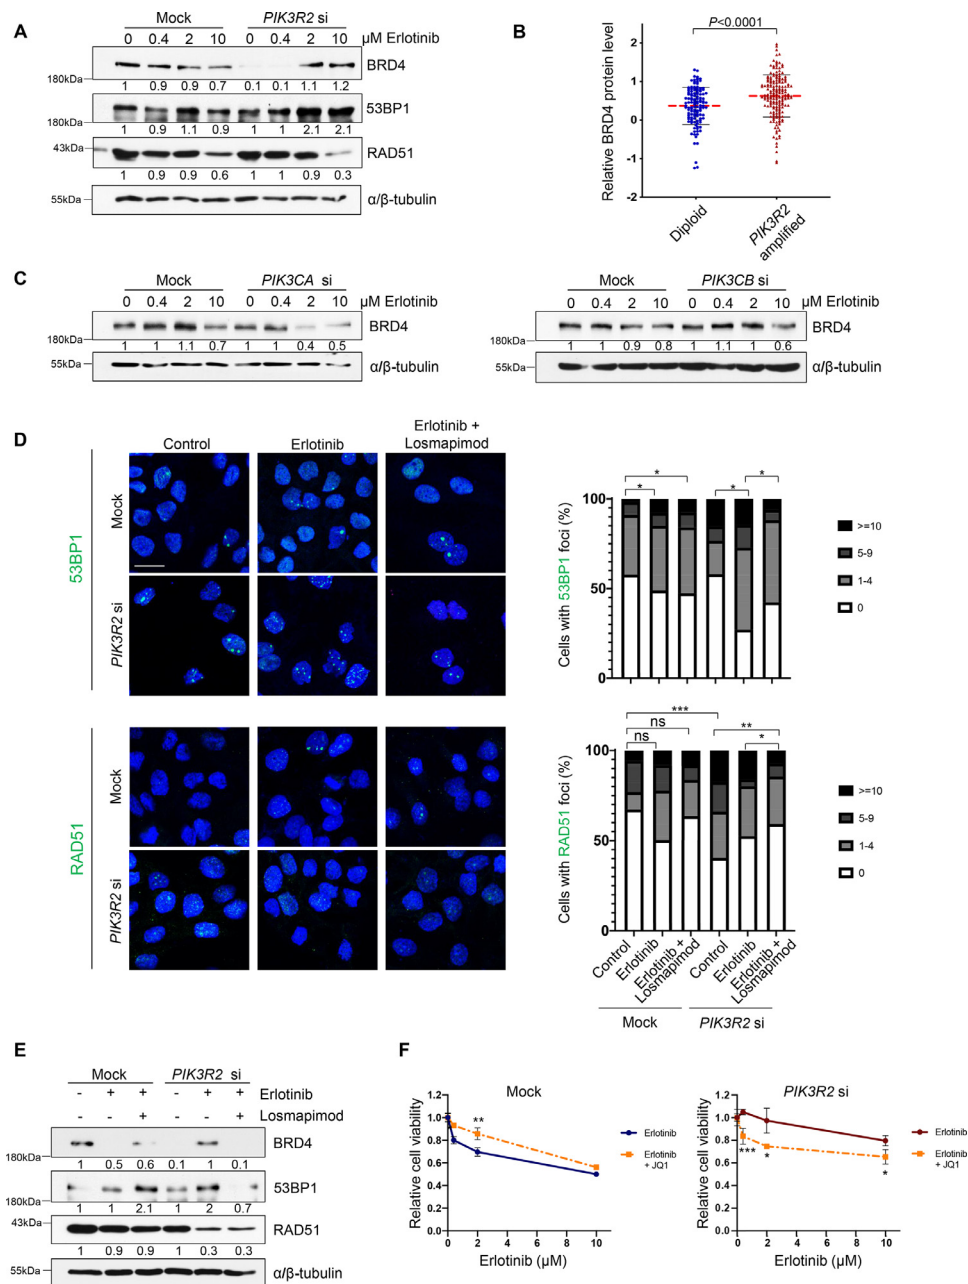 A
Mock PIK3R2 si
0 0.4 2 10 0 0.4 2 10 μM Erlotinib
BRD4
180kDa
1 0.9 0.9 0.7 0.1 0.1 1.1 1.2
53BP1
180kDa
1 0.9 1.1 0.9 1 1 2.1 2.1
43kDa
RAD51
1 0.9 0.9 0.6 1 1 0.9 0.3
55kDa α/β-tubulin
B
P<0.0001
Relative BRD4 protein level
2
1
0
-1
-2
Diploid
PIK3R2
amplified
C
Mock PIK3CA si
0 0.4 2 10 0 0.4 2 10 μM Erlotinib
BRD4
180kDa
1 1 1.1 0.7 1 1 0.4 0.5
55kDa α/β-tubulin
Mock PIK3CB si
0 0.4 2 10 0 0.4 2 10 μM Erlotinib
BRD4
180kDa
1 1 0.9 0.8 1 1.1 1 0.6
55kDa α/β-tubulin
D
Control Erlotinib Erlotinib +
Losmapimod
53BP1
Mock
PIK3R2 si
RAD51
Mock
PIK3R2 si
* *
* *
Cells with 53BP1 foci (%)
100
50
0
>=10
5-9
1-4
0
***
ns **
ns *
Cells with RAD51 foci (%)
100
50
0
>=10
5-9
1-4
0
Control
Erlotinib
Erlotinib +
Losmapimod
Control
Erlotinib
Erlotinib +
Losmapimod
Mock PIK3R2 si
E
Mock PIK3R2 si
- + + - + + Erlotinib
- - + - - + Losmapimod
BRD4
180kDa
1 0.5 0.6 0.1 1 0.1
53BP1
180kDa
1 1 2.1 1 2 0.7
43kDa
RAD51
1 0.9 0.9 1 0.3 0.3
55kDa α/β-tubulin
F
Mock
Relative cell viability
1.2
1.0
0.8
0.6
0.4
0.2
0.0
0 2 4 6 8 10
Erlotinib (μM)
**
Erlotinib
Erlotinib
+ JQ1
PIK3R2 si
Relative cell viability
1.2
1.0
0.8
0.6
0.4
0.2
0.0
0 2 4 6 8 10
Erlotinib (μM)
***
*
*
Erlotinib
Erlotinib
+ JQ1